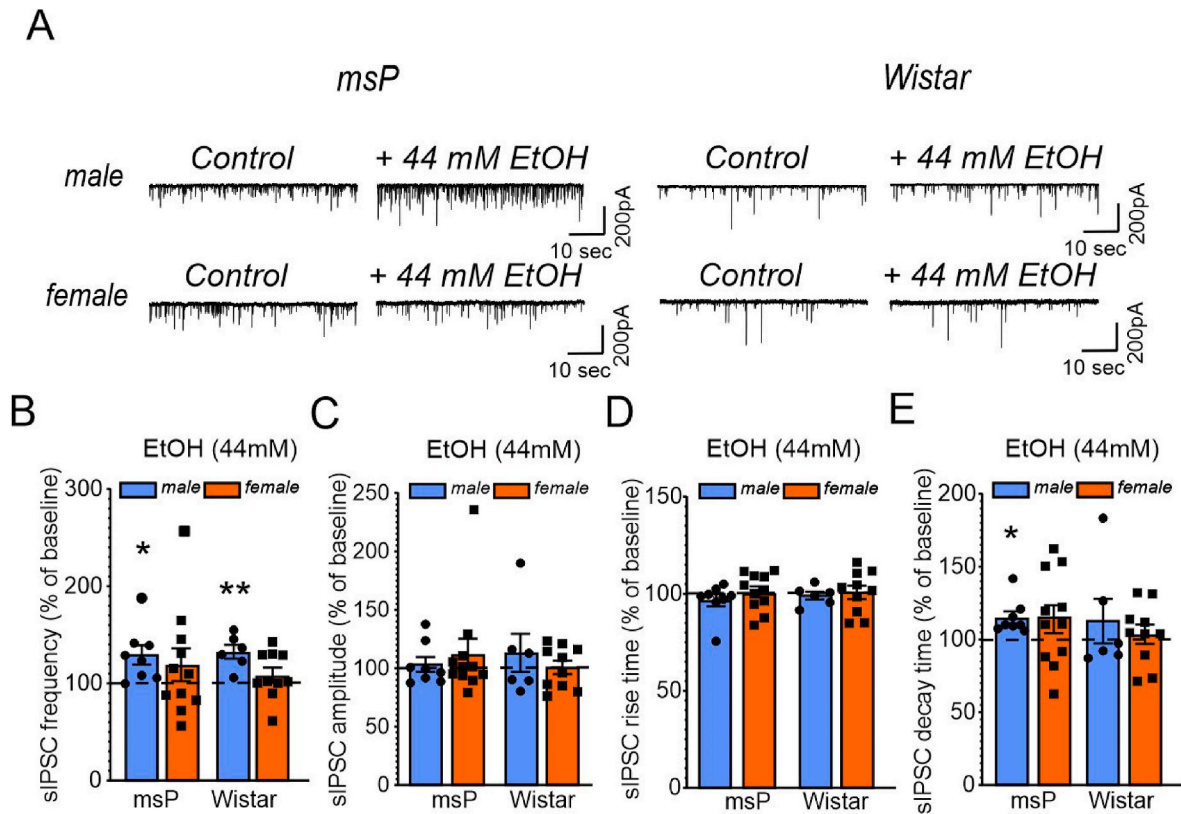 A
msP Wistar
male Control + 44 mM EtOH Control + 44 mM EtOH
200pA 200pA
10 sec 10 sec
female Control + 44 mM EtOH Control + 44 mM EtOH
200pA 200pA
10 sec 10 sec
B
EtOH (44mM)
male female
sIPSC frequency (% of baseline)
300
200
100
0
* **
msP Wistar
C
EtOH (44mM)
male female
sIPSC amplitude (% of baseline)
250
200
150
100
50
0
msP Wistar
D
EtOH (44mM)
male female
sIPSC rise time (% of baseline)
150
100
50
0
msP Wistar
E
EtOH (44mM)
male female
sIPSC decay time (% of baseline)
200
150
100
50
0
*
msP Wistar